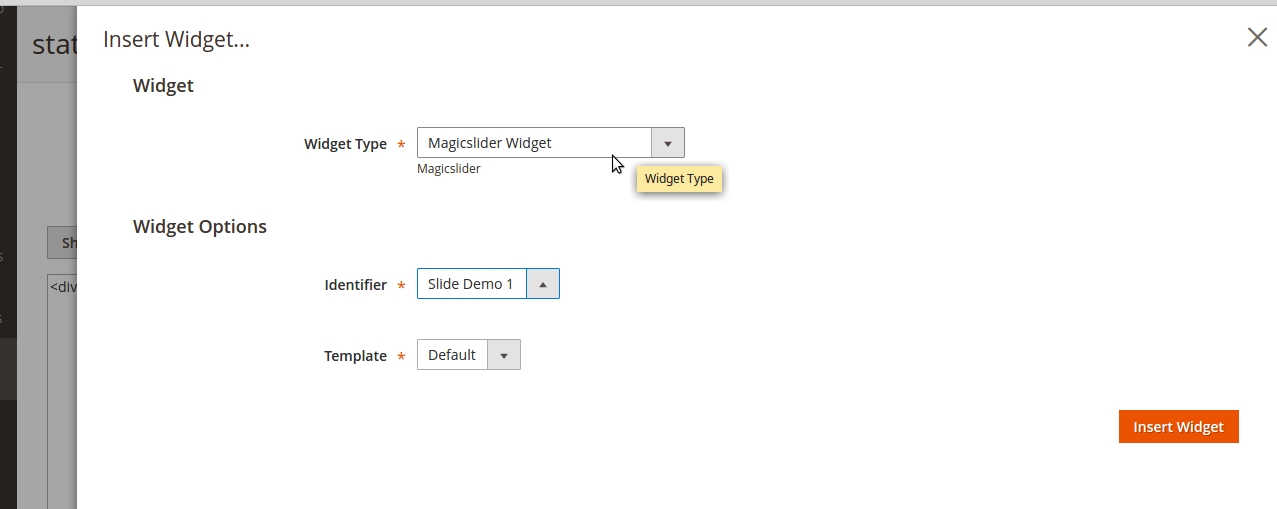 stat
Insert Widget...
Widget
Widget Type *
Magicslider Widget
Magicslider
Widget Type
Widget Options
Sh
Identifier *
Slide Demo 1
<div
Template *
Default
Insert Widget